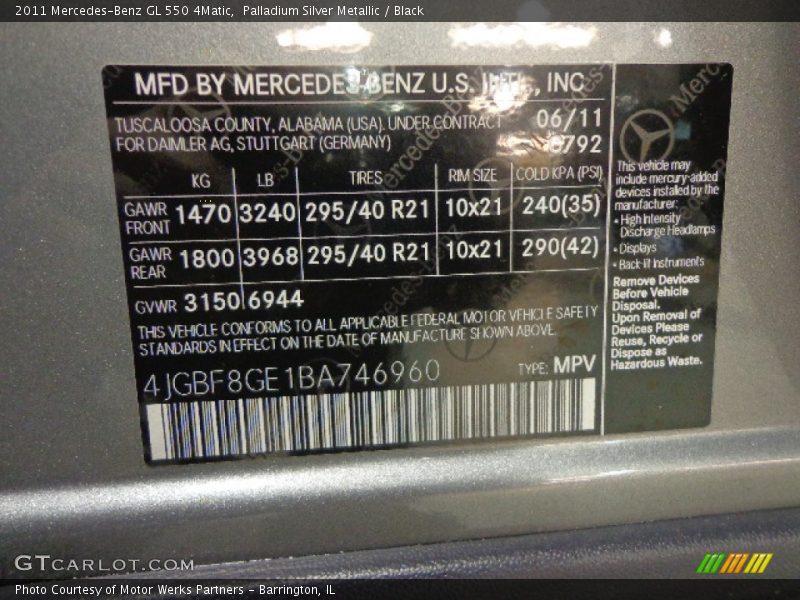 2011 Mercedes-Benz GL 550 4Matic,  Palladium Silver Metallic / Black
MFD BY MERCEDES-BENZ U.S. INTL., INC.
TUSCALOOSA COUNTY, ALABAMA (USA). UNDER CONTRACT 06/11
FOR DAIMLER AG, STUTTGART (GERMANY)
KG LB TIRES RIM SIZE COLD KPA (PSI)
GAWR FRONT 1470 3240 295/40 R21 10x21 240(35)
GAWR REAR 1800 3968 295/40 R21 10x21 290(42)
GVWR 3150 6944
THIS VEHICLE CONFORMS TO ALL APPLICABLE FEDERAL MOTOR VEHICLE SAFETY
STANDARDS IN EFFECT ON THE DATE OF MANUFACTURE SHOWN ABOVE.
4JGBF8GE1BA746960 TYPE: MPV
This vehicle may
include mercury-added
devices installed by the
manufacturer:
• High Intensity
Discharge Headlamps
• Displays
• Back-lit Instruments
Remove Devices
Before Vehicle
Disposal.
Upon Removal of
Devices Please
Reuse, Recycle or
Dispose as
Hazardous Waste.
GTCARLOT.COM
Photo Courtesy of Motor Werks Partners - Barrington, IL